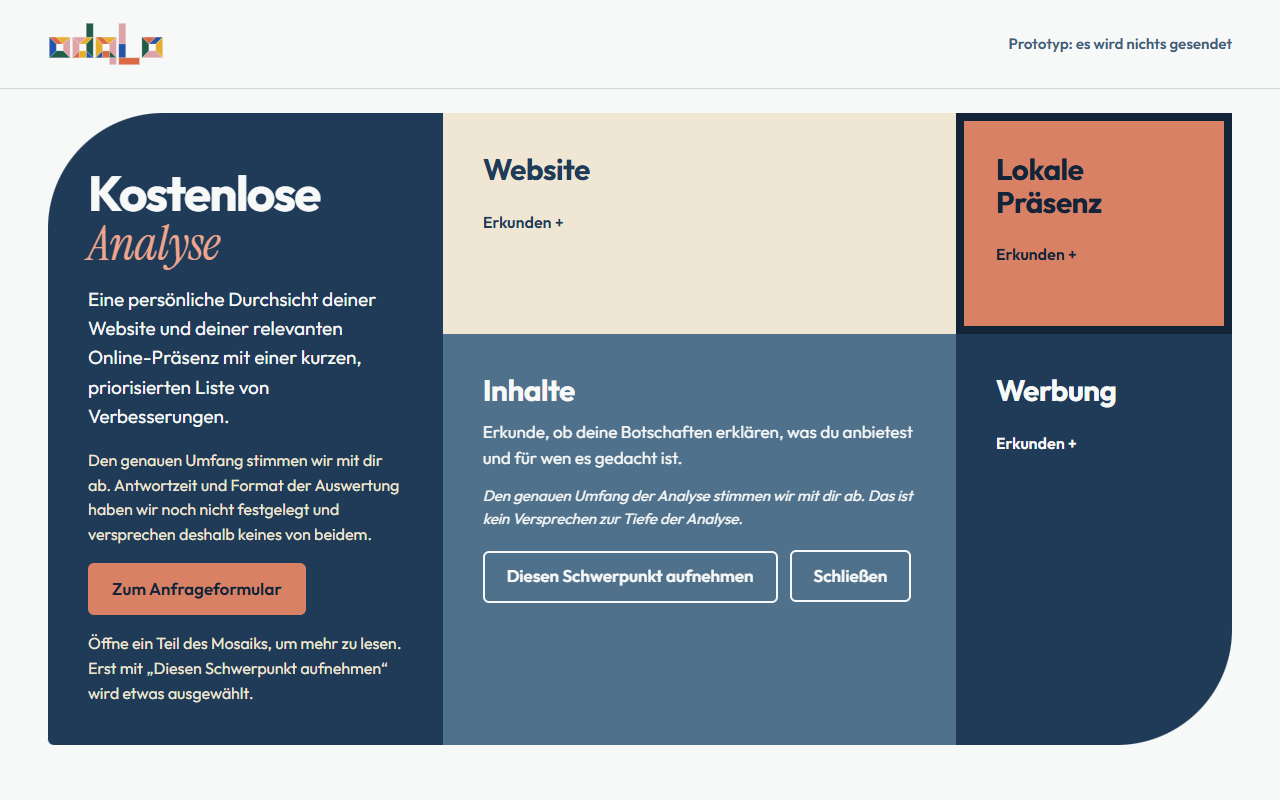 odaLo
Prototyp: es wird nichts gesendet
Kostenlose
Analyse
Eine persönliche Durchsicht deiner
Website und deiner relevanten
Online-Präsenz mit einer kurzen,
priorisierten Liste von
Verbesserungen.
Den genauen Umfang stimmen wir mit dir
ab. Antwortzeit und Format der Auswertung
haben wir noch nicht festgelegt und
versprechen deshalb keines von beidem.
Zum Anfrageformular
Öffne ein Teil des Mosaiks, um mehr zu lesen.
Erst mit „Diesen Schwerpunkt aufnehmen“
wird etwas ausgewählt.
Website
Erkunden +
Lokale
Präsenz
Erkunden +
Inhalte
Erkunde, ob deine Botschaften erklären, was du anbietest
und für wen es gedacht ist.
Den genauen Umfang der Analyse stimmen wir mit dir ab. Das ist
kein Versprechen zur Tiefe der Analyse.
Diesen Schwerpunkt aufnehmen
Schließen
Werbung
Erkunden +